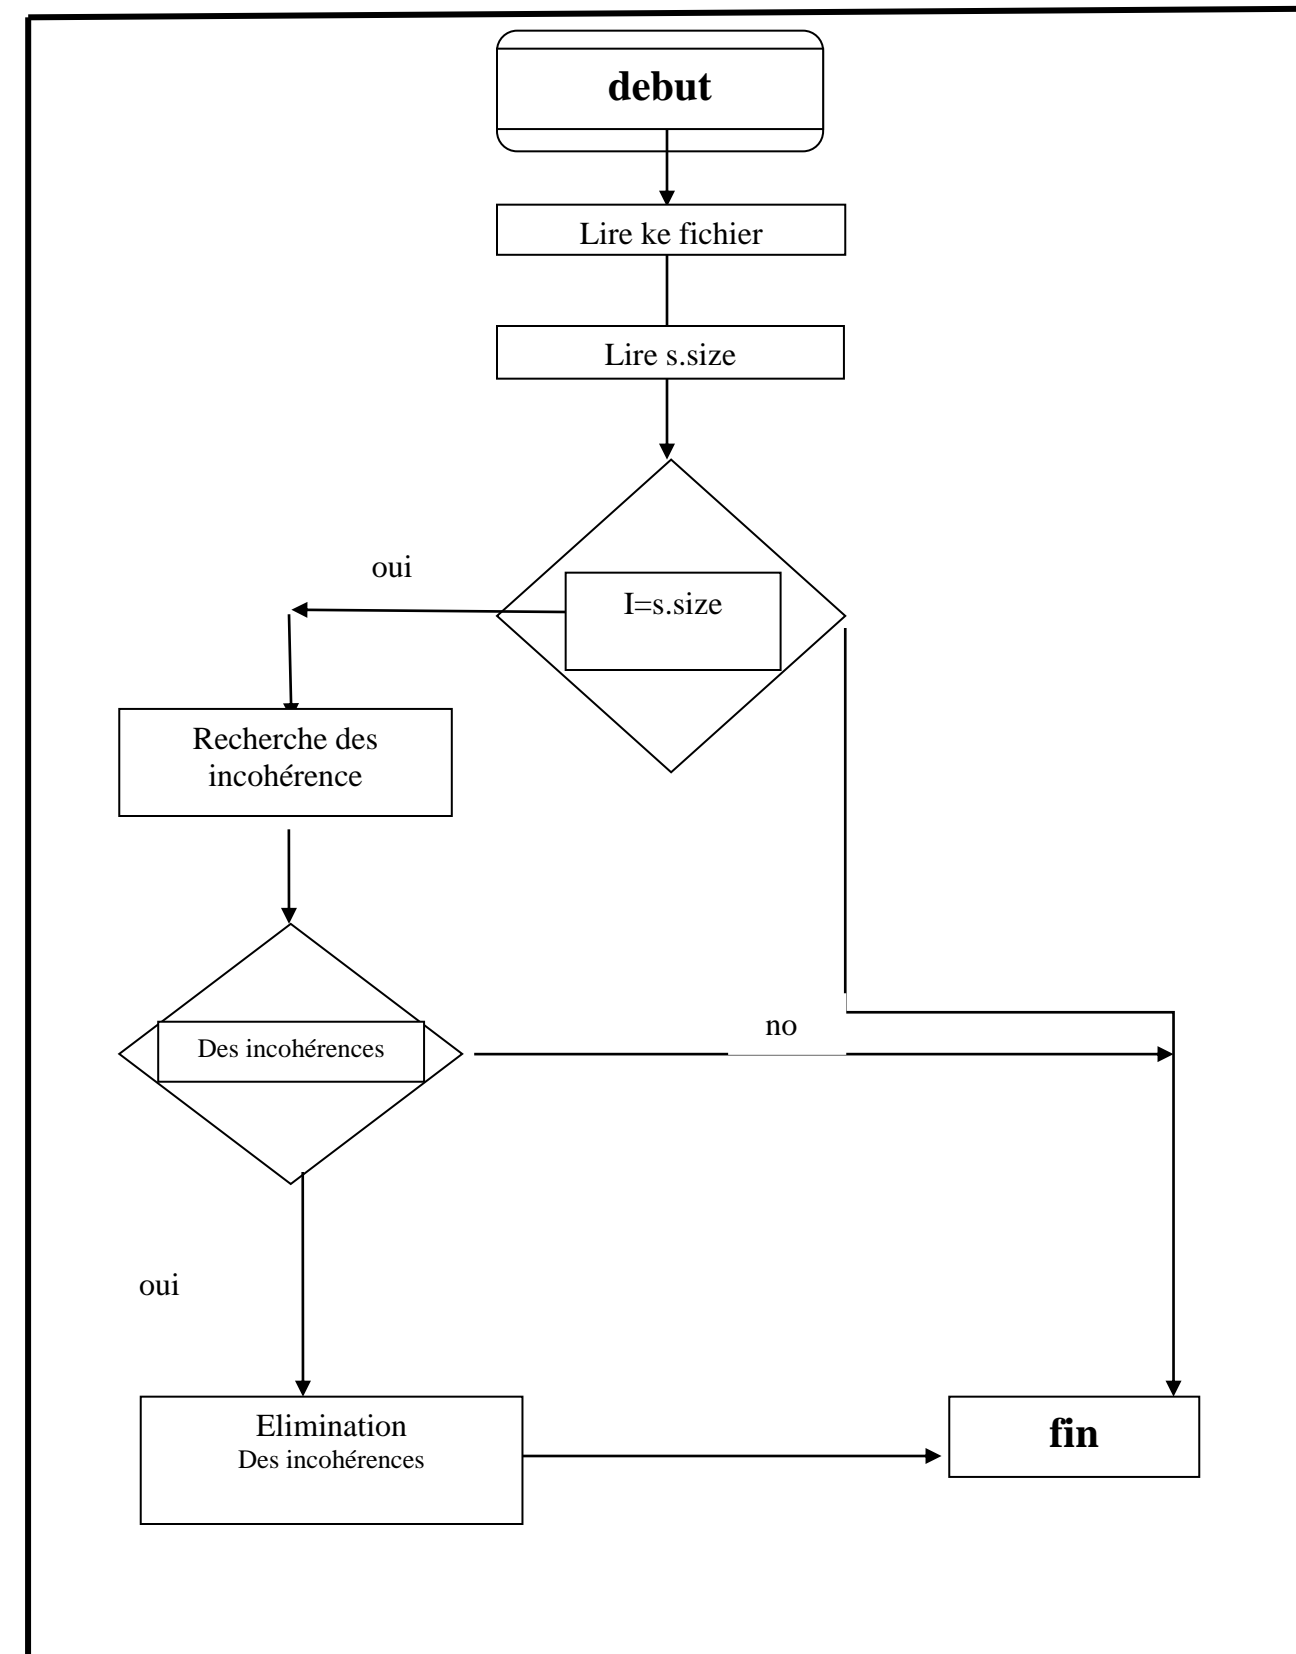 debut
Lire ke fichier
Lire s.size
oui
I=s.size
Recherche des
incohérence
no
Des incohérences
oui
Elimination
Des incohérences
fin